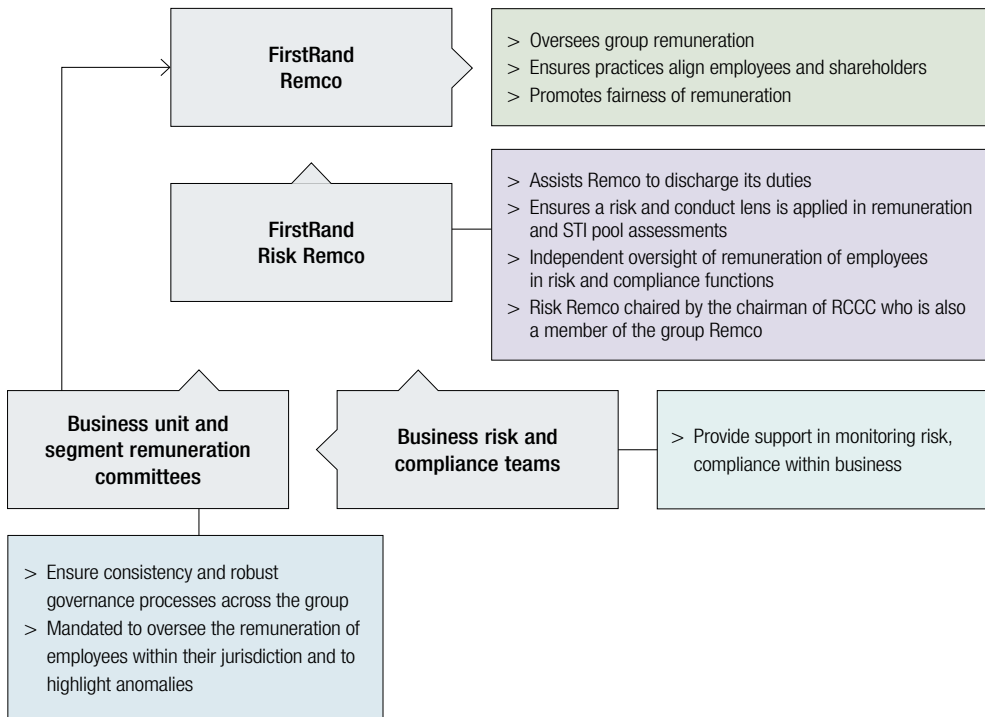 FirstRand
Remco
> Oversees group remuneration
> Ensures practices align employees and shareholders
> Promotes fairness of remuneration
FirstRand
Risk Remco
> Assists Remco to discharge its duties
> Ensures a risk and conduct lens is applied in remuneration
and STI pool assessments
> Independent oversight of remuneration of employees
in risk and compliance functions
> Risk Remco chaired by the chairman of RCCC who is also
a member of the group Remco
Business unit and
segment remuneration
committees
Business risk and
compliance teams
> Provide support in monitoring risk,
compliance within business
> Ensure consistency and robust
governance processes across the group
> Mandated to oversee the remuneration of
employees within their jurisdiction and to
highlight anomalies